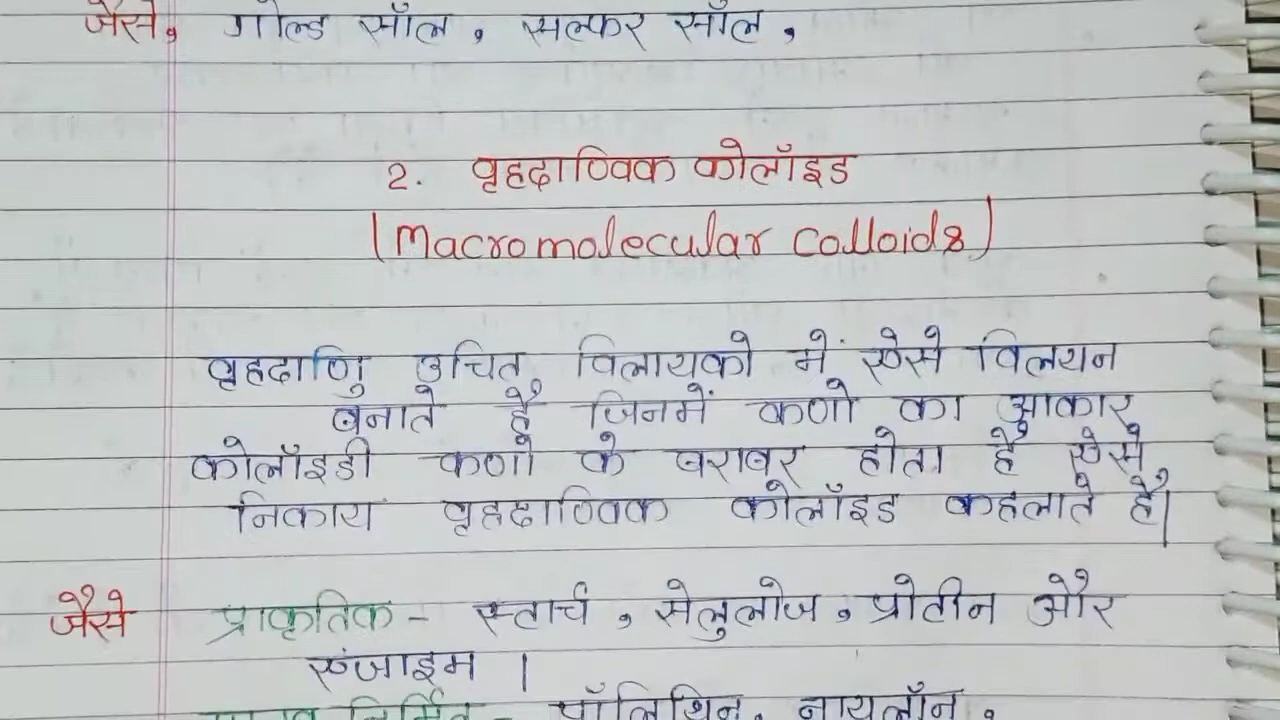 जैसे, गोल्ड सॉल, सल्फर सॉल,
2. वृहदाण्विक कोलॉइड
(Macromolecular Colloids)
वृहदाणु उचित विलायको में ऐसे विलयन
बनाते है जिनमें कणो का आकार
कोलॉइडी कणो के बराबर होता है ऐसे
निकाय वृहदाण्विक कोलॉइड कहलाते है।
जैसे प्राकृतिक - स्टार्च, सेलुलोज, प्रोटीन और
एंजाइम ।
मानव निर्मित - पॉलिथिन, नायलॉन,